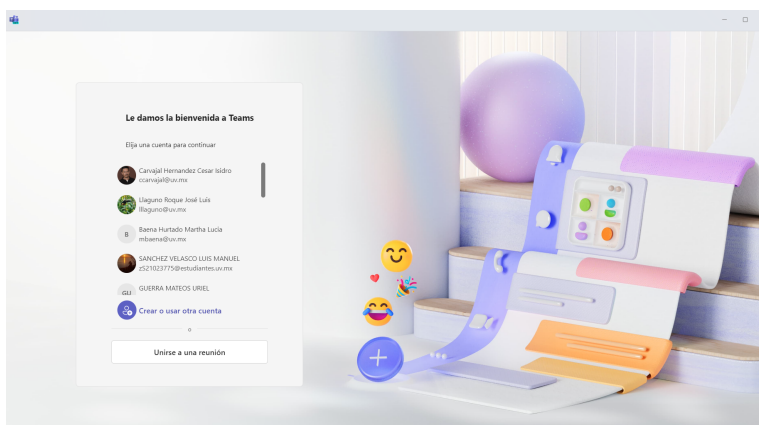 Le damos la bienvenida a Teams
Elija una cuenta para continuar
Carvajal Hernandez Cesar Isidro
ccarvajal@uv.mx
Llaguno Roque José Luis
lllaguno@uv.mx
B
Baena Hurtado Martha Lucia
mbaena@uv.mx
SANCHEZ VELASCO LUIS MANUEL
zS21023775@estudiantes.uv.mx
GU
GUERRA MATEOS URIEL
Crear o usar otra cuenta
o
Unirse a una reunión